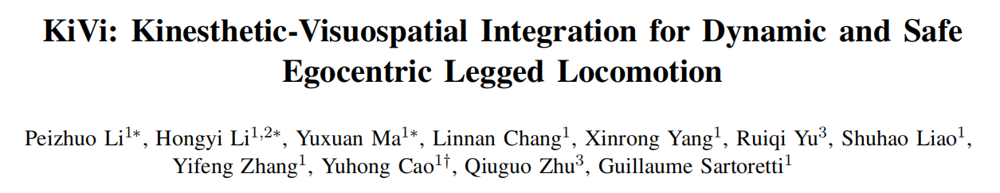 KiVi: Kinesthetic-Visuospatial Integration for Dynamic and Safe
Egocentric Legged Locomotion
Peizhuo Li¹*, Hongyi Li¹,²*, Yuxuan Ma¹*, Linnan Chang¹, Xinrong Yang¹, Ruiqi Yu³, Shuhao Liao¹,
Yifeng Zhang¹, Yuhong Cao¹†, Qiuguo Zhu³, Guillaume Sartoretti¹